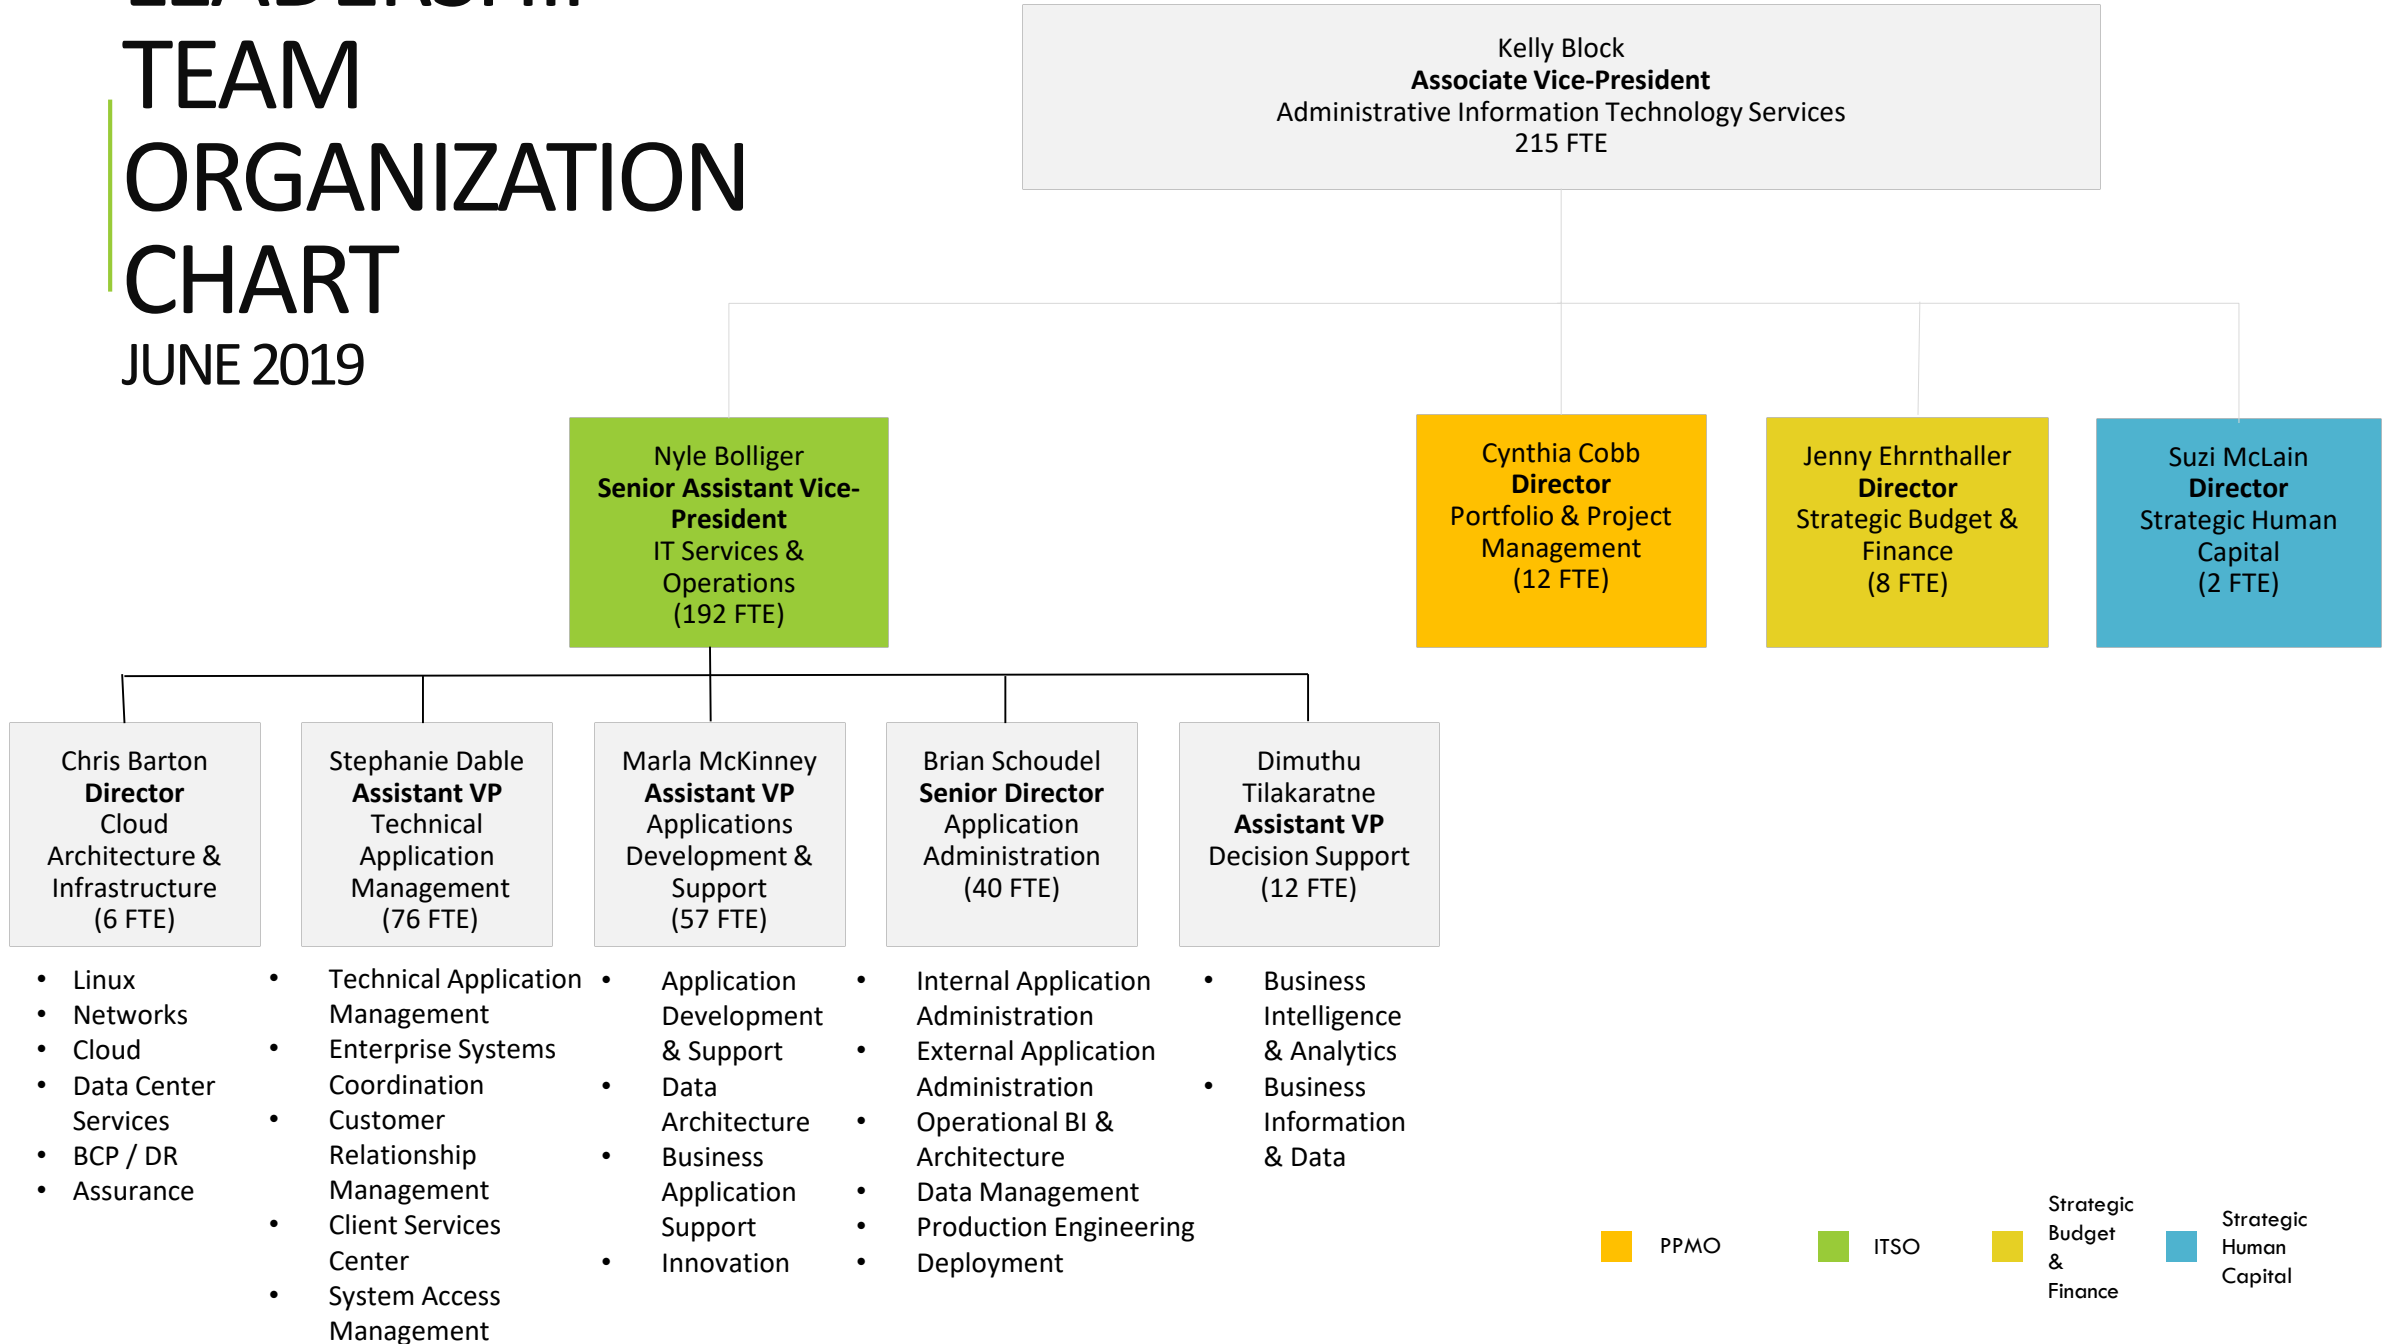 LEADERSHIP
TEAM
ORGANIZATION
CHART
JUNE 2019
Kelly Block
Associate Vice-President
Administrative Information Technology Services
215 FTE
Nyle Bolliger
Senior Assistant Vice-
President
IT Services &
Operations
(192 FTE)
Cynthia Cobb
Director
Portfolio & Project
Management
(12 FTE)
Jenny Ehrnthaller
Director
Strategic Budget &
Finance
(8 FTE)
Suzi McLain
Director
Strategic Human
Capital
(2 FTE)
Chris Barton
Director
Cloud
Architecture &
Infrastructure
(6 FTE)
Stephanie Dable
Assistant VP
Technical
Application
Management
(76 FTE)
Marla McKinney
Assistant VP
Applications
Development &
Support
(57 FTE)
Brian Schoudel
Senior Director
Application
Administration
(40 FTE)
Dimuthu
Tilakaratne
Assistant VP
Decision Support
(12 FTE)
• Linux
• Networks
• Cloud
• Data Center
Services
• BCP / DR
• Assurance
• Technical Application
Management
• Enterprise Systems
Coordination
• Customer
Relationship
Management
• Client Services
Center
• System Access
Management
• Application
Development
& Support
• Data
Architecture
• Business
Application
Support
• Innovation
• Internal Application
Administration
• External Application
Administration
• Operational BI &
Architecture
• Data Management
• Production Engineering
• Deployment
• Business
Intelligence
& Analytics
• Business
Information
& Data
PPMO
ITSO
Strategic
Budget
&
Finance
Strategic
Human
Capital